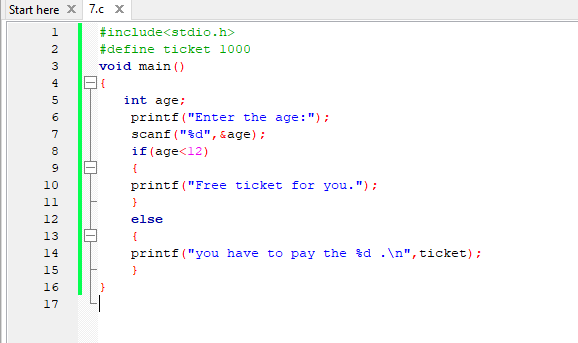 Start here X 7.c X
1 #include<stdio.h>
2 #define ticket 1000
3 void main()
4 {
5 int age;
6 printf("Enter the age:");
7 scanf("%d",&age);
8 if(age<12)
9 {
10 printf("Free ticket for you.");
11 }
12 else
13 {
14 printf("you have to pay the %d .\n",ticket);
15 }
16 }
17